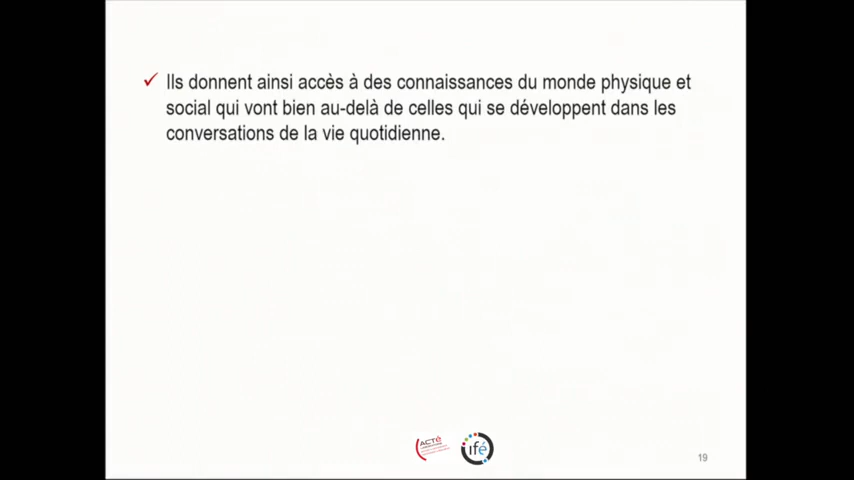 Ils donnent ainsi accès à des connaissances du monde physique et
social qui vont bien au-delà de celles qui se développent dans les
conversations de la vie quotidienne.
ACTé
ifé
19